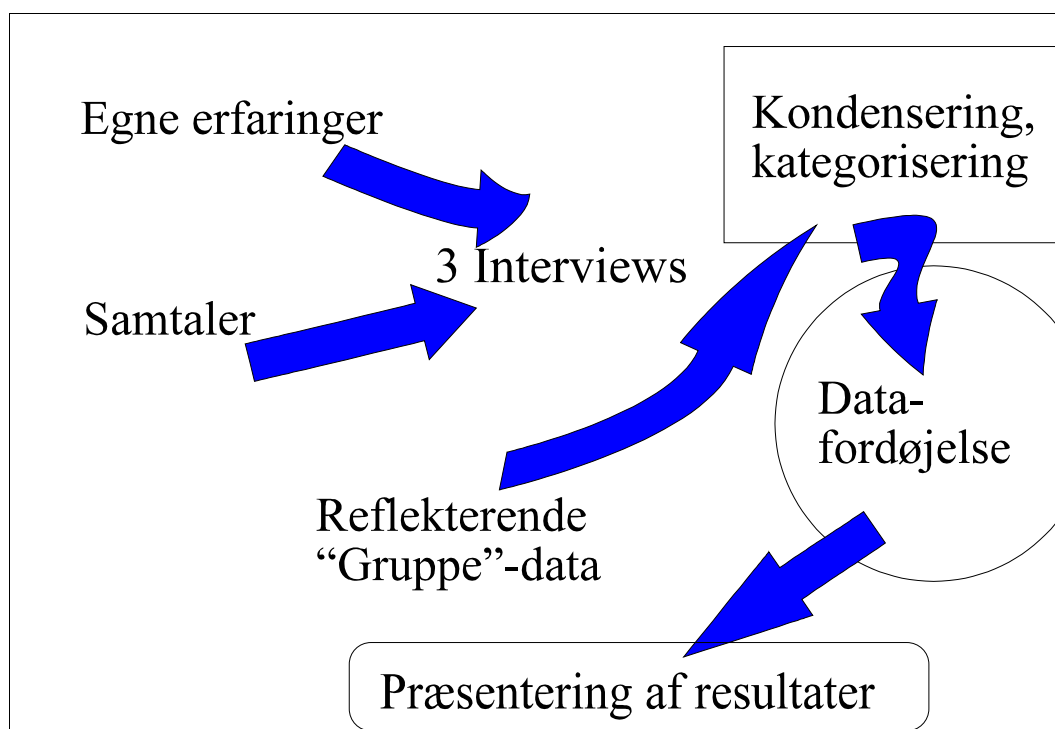 Egne erfaringer
Samtaler
3 Interviews
Reflekterende
“Gruppe”-data
Kondensering,
kategorisering
Data-
fordøjelse
Præsentering af resultater